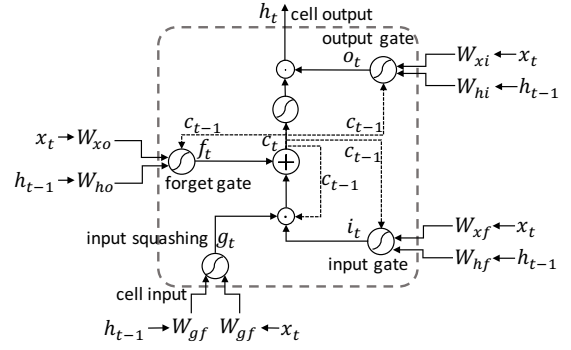 h_t cell output
output gate
o_t
W_xi ← x_t
W_hi ← h_{t−1}
c_{t−1} c_{t−1}
x_t → W_xo
f_t c_t c_{t−1}
h_{t−1} → W_ho
forget gate
c_{t−1}
input squashing g_t
i_t
W_xf ← x_t
input gate
W_hf ← h_{t−1}
cell input
h_{t−1} → W_gf W_gf ← x_t